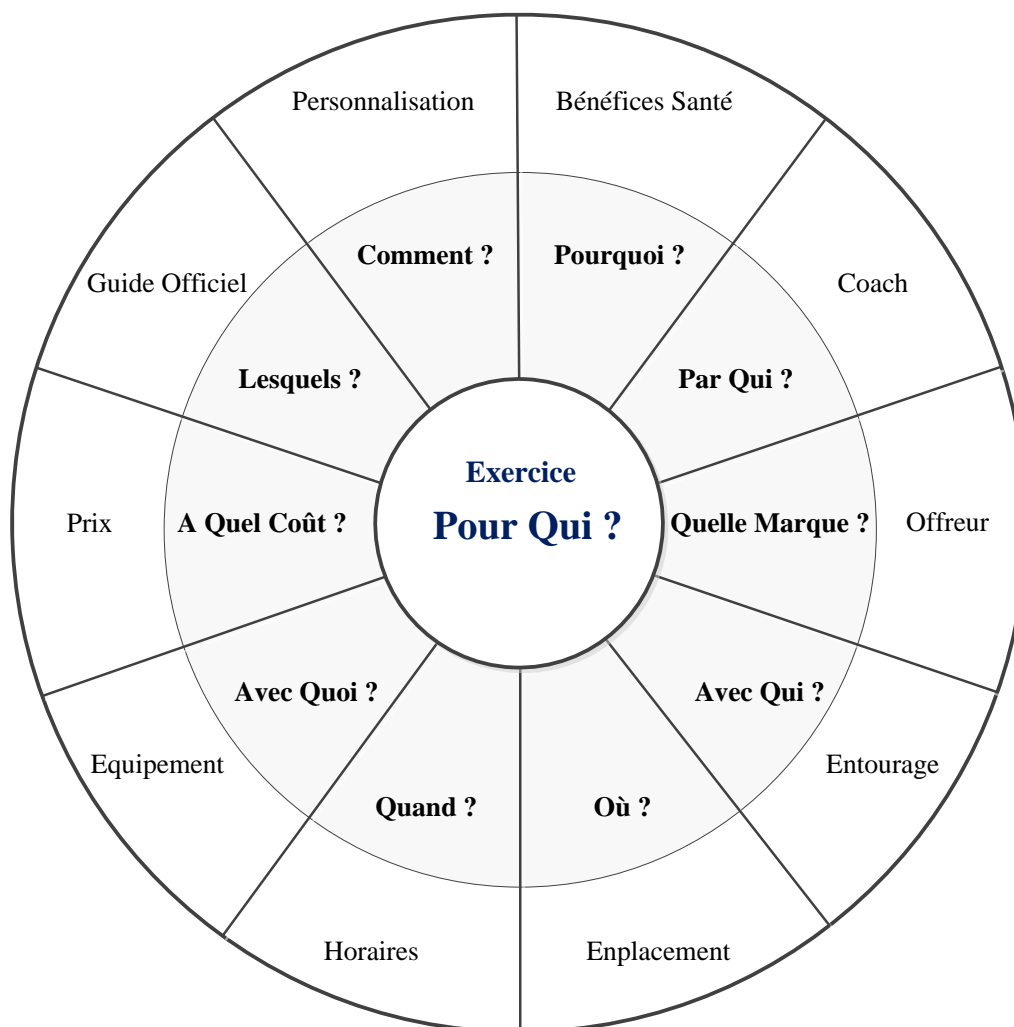 Personnalisation
Bénéfices Santé
Comment ?
Pourquoi ?
Guide Officiel
Coach
Lesquels ?
Par Qui ?
Exercice
Pour Qui ?
Prix
A Quel Coût ?
Quelle Marque ?
Offreur
Avec Quoi ?
Avec Qui ?
Equipement
Entourage
Quand ?
Où ?
Horaires
Enplacement